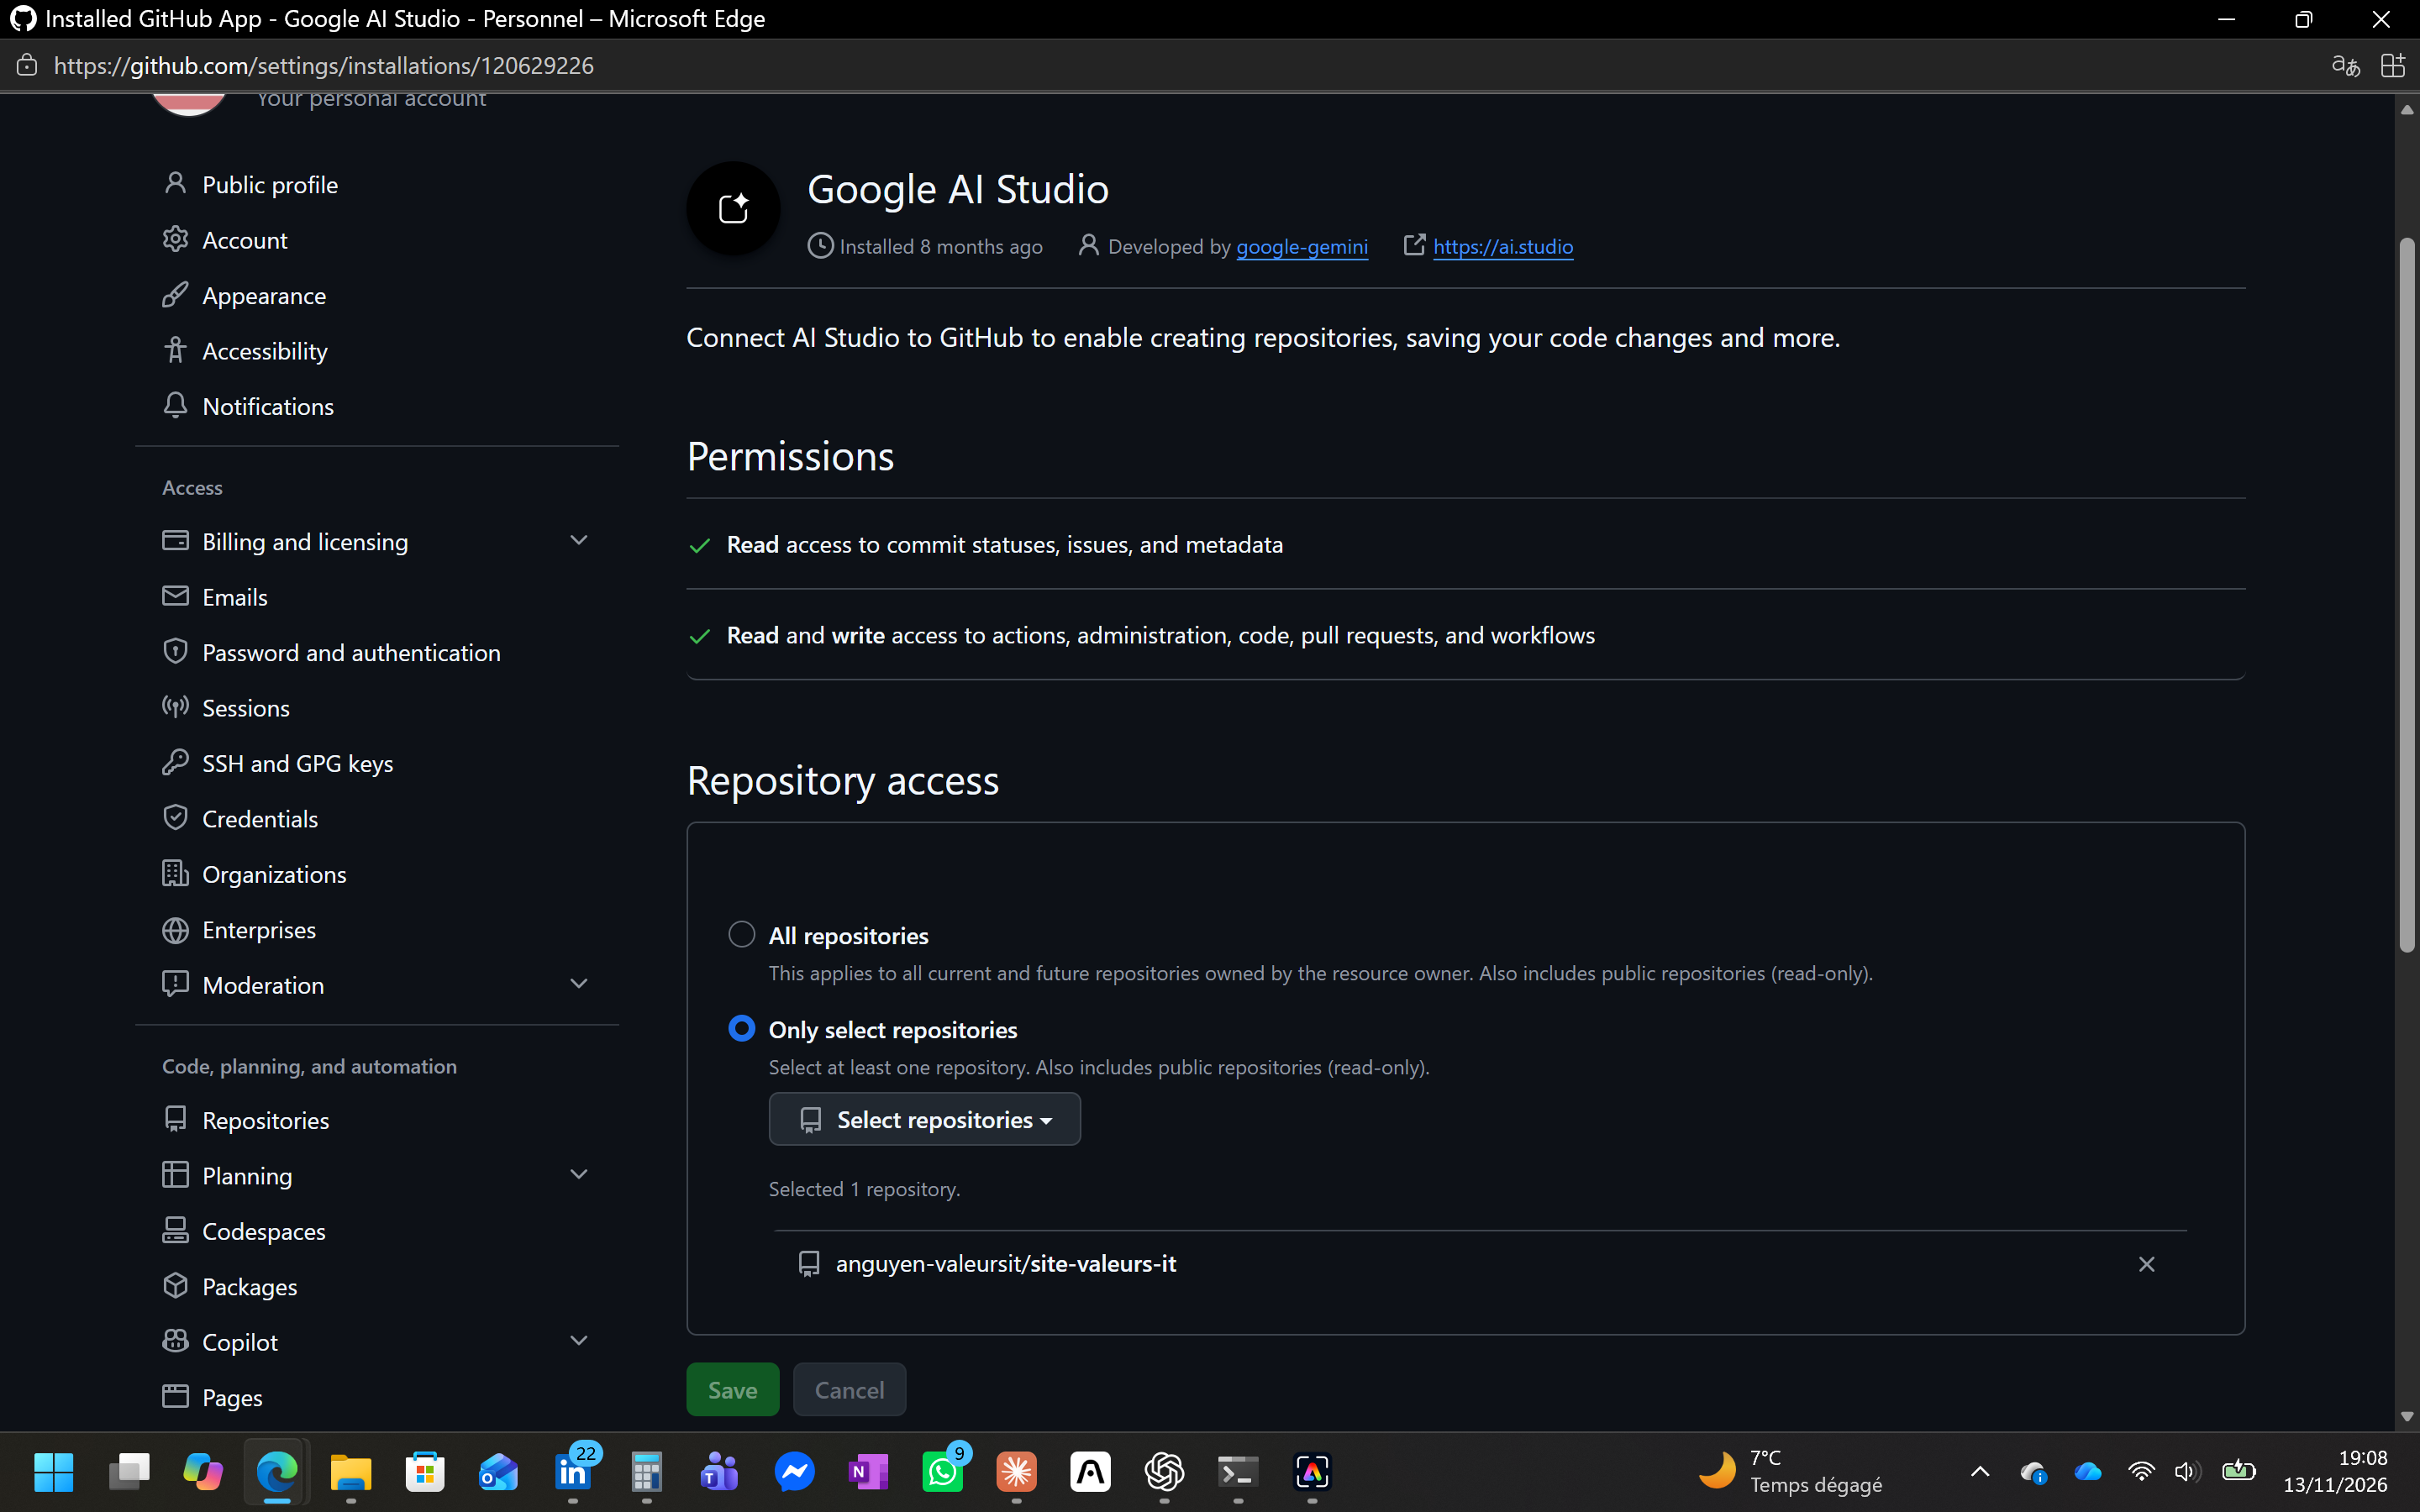 Installed GitHub App - Google AI Studio - Personnel – Microsoft Edge
https://github.com/settings/installations/120629226
Your personal account
Public profile
Account
Appearance
Accessibility
Notifications
Access
Billing and licensing
Emails
Password and authentication
Sessions
SSH and GPG keys
Credentials
Organizations
Enterprises
Moderation
Code, planning, and automation
Repositories
Planning
Codespaces
Packages
Copilot
Pages
Google AI Studio
Installed 8 months ago Developed by google-gemini https://ai.studio
Connect AI Studio to GitHub to enable creating repositories, saving your code changes and more.
Permissions
Read access to commit statuses, issues, and metadata
Read and write access to actions, administration, code, pull requests, and workflows
Repository access
All repositories
This applies to all current and future repositories owned by the resource owner. Also includes public repositories (read-only).
Only select repositories
Select at least one repository. Also includes public repositories (read-only).
Select repositories
Selected 1 repository.
anguyen-valeursit/site-valeurs-it
Save Cancel
22
9
7°C
Temps dégagé
19:08
13/11/2026